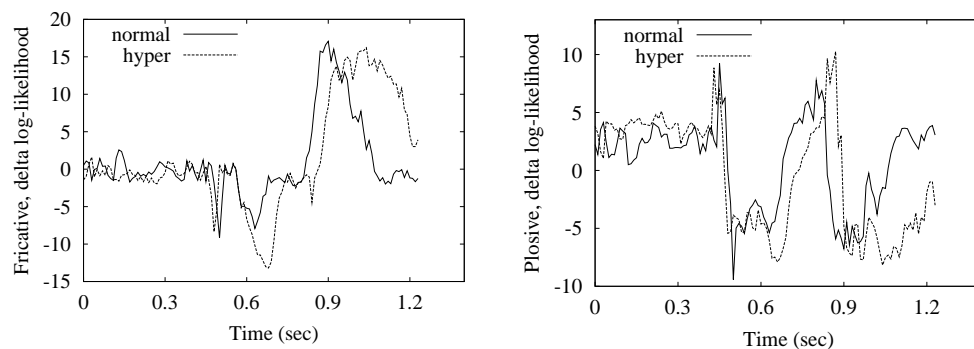 Fricative, delta log-likelihood
20
15
10
5
0
-5
-10
-15
normal
hyper
0
0.3
0.6
0.9
1.2
Time (sec)
Plosive, delta log-likelihood
10
5
0
-5
-10
normal
hyper
0
0.3
0.6
0.9
1.2
Time (sec)